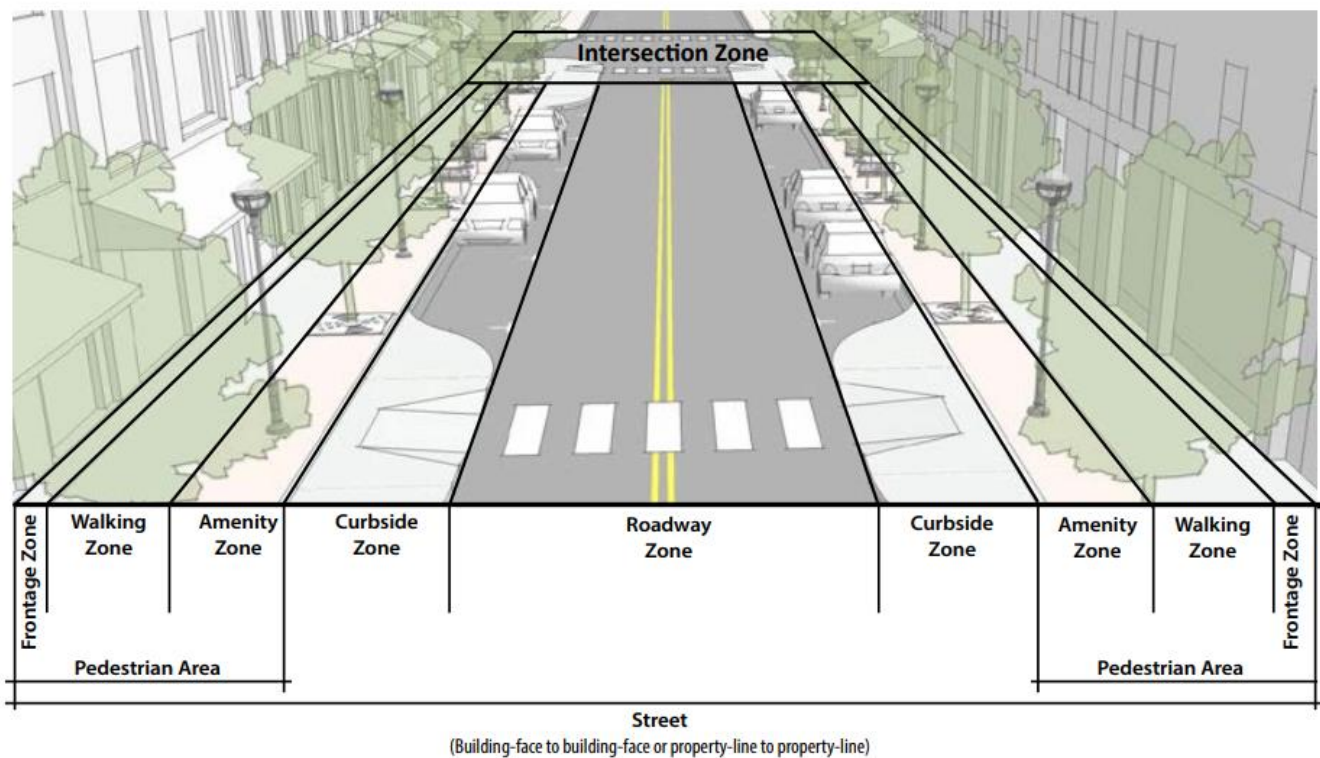 Intersection Zone
Frontage Zone
Walking
Zone
Amenity
Zone
Curbside
Zone
Roadway
Zone
Curbside
Zone
Amenity
Zone
Walking
Zone
Frontage Zone
Pedestrian Area
Pedestrian Area
Street
(Building-face to building-face or property-line to property-line)